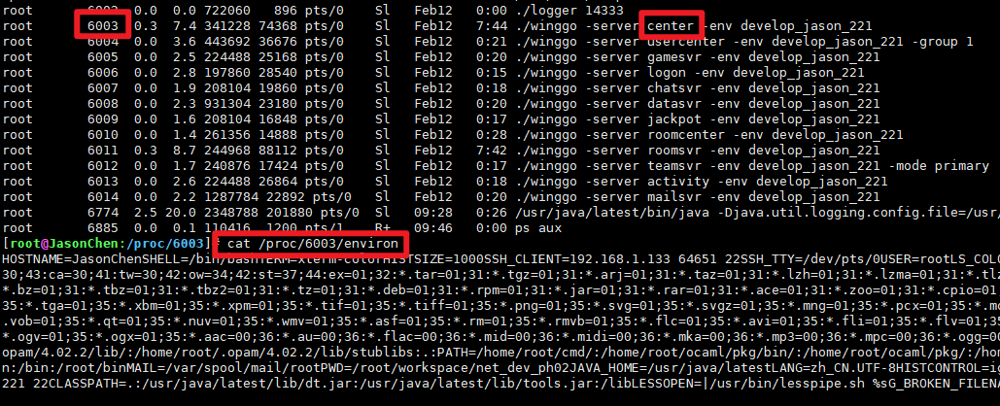 root 6002 0.0 0.0 722060 896 pts/0 Sl Feb12 0:00 ./logger 14333
root 6003 0.3 7.4 341228 74368 pts/0 Sl Feb12 7:44 ./winggo -server center -env develop_jason_221
root 6004 0.0 3.6 443692 36676 pts/0 Sl Feb12 0:21 ./winggo -server usercenter -env develop_jason_221 -group 1
root 6005 0.0 2.5 224488 25168 pts/0 Sl Feb12 0:20 ./winggo -server gamesvr -env develop_jason_221
root 6006 0.0 2.8 197860 28540 pts/0 Sl Feb12 0:15 ./winggo -server logon -env develop_jason_221
root 6007 0.0 1.9 208104 19860 pts/0 Sl Feb12 0:18 ./winggo -server chatsvr -env develop_jason_221
root 6008 0.0 2.3 931304 23180 pts/0 Sl Feb12 0:20 ./winggo -server datasvr -env develop_jason_221
root 6009 0.0 1.6 208108 16848 pts/0 Sl Feb12 0:17 ./winggo -server jackpot -env develop_jason_221
root 6010 0.0 1.4 261356 14888 pts/0 Sl Feb12 0:28 ./winggo -server roomcenter -env develop_jason_221
root 6011 0.3 8.7 244968 88112 pts/0 Sl Feb12 7:42 ./winggo -server roomsvr -env develop_jason_221
root 6012 0.0 1.7 240876 17424 pts/0 Sl Feb12 0:17 ./winggo -server teamsvr -env develop_jason_221 -mode primary
root 6013 0.0 2.6 224488 26864 pts/0 Sl Feb12 0:18 ./winggo -server activity -env develop_jason_221
root 6014 0.0 2.2 1287784 22892 pts/0 Sl Feb12 0:20 ./winggo -server mailsvr -env develop_jason_221
root 6774 2.5 20.0 2348788 201880 pts/0 Sl 09:28 0:26 /usr/java/latest/bin/java -Djava.util.logging.config.file=/usr/
root 6885 0.0 0.1 110416 1200 pts/1 R+ 09:46 0:00 ps aux
[root@JasonChen:/proc/6003]# cat /proc/6003/environ
HOSTNAME=JasonChenSHELL=/bin/bashTERM=xterm-colorHISTSIZE=1000SSH_CLIENT=192.168.1.133 64651 22SSH_TTY=/dev/pts/0USER=rootLS_COLO
30;43:ca=30;41:tw=30;42:ow=34;42:st=37;44:ex=01;32:*.tar=01;31:*.tgz=01;31:*.arj=01;31:*.taz=01;31:*.lzh=01;31:*.lzma=01;31:*.tlz
*.bz=01;31:*.tbz=01;31:*.tbz2=01;31:*.tz=01;31:*.deb=01;31:*.rpm=01;31:*.jar=01;31:*.rar=01;31:*.ace=01;31:*.zoo=01;31:*.cpio=01
35:*.tga=01;35:*.xbm=01;35:*.xpm=01;35:*.tif=01;35:*.tiff=01;35:*.png=01;35:*.svg=01;35:*.svgz=01;35:*.mng=01;35:*.pcx=01;35:*.mo
.vob=01;35:*.qt=01;35:*.nuv=01;35:*.wmv=01;35:*.asf=01;35:*.rm=01;35:*.rmvb=01;35:*.flc=01;35:*.avi=01;35:*.fli=01;35:*.flv=01;35
*.ogv=01;35:*.ogx=01;35:*.aac=00;36:*.au=00;36:*.flac=00;36:*.mid=00;36:*.midi=00;36:*.mka=00;36:*.mp3=00;36:*.mpc=00;36:*.ogg=00
opam/4.02.2/lib/:/home/root/.opam/4.02.2/lib/stublibs:.:PATH=/home/root/cmd/:/home/root/ocaml/pkg/bin/:/home/root/ocaml/pkg/:/hom
n:/bin:/root/binMAIL=/var/spool/mail/rootPWD=/root/workspace/net_dev_ph02JAVA_HOME=/usr/java/latestLANG=zh_CN.UTF-8HISTCONTROL=ig
221 22CLASSPATH=.:/usr/java/latest/lib/dt.jar:/usr/java/latest/lib/tools.jar:/libLESSOPEN=|/usr/bin/lesspipe.sh %sG_BROKEN_FILENA